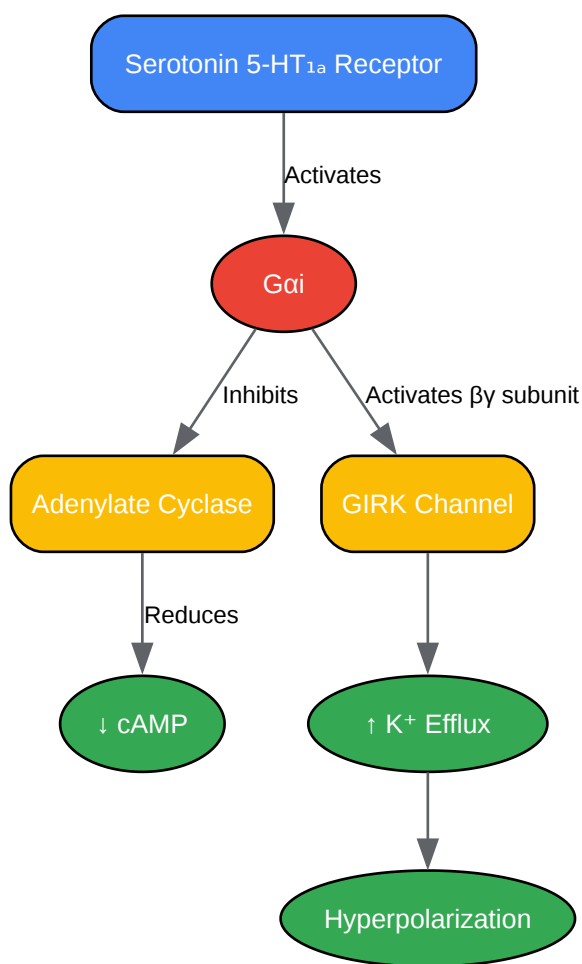 Serotonin 5-HT₁ₐ Receptor
Activates
Gαi
Inhibits
Activates βγ subunit
Adenylate Cyclase
GIRK Channel
Reduces
↓ cAMP
↑ K⁺ Efflux
Hyperpolarization